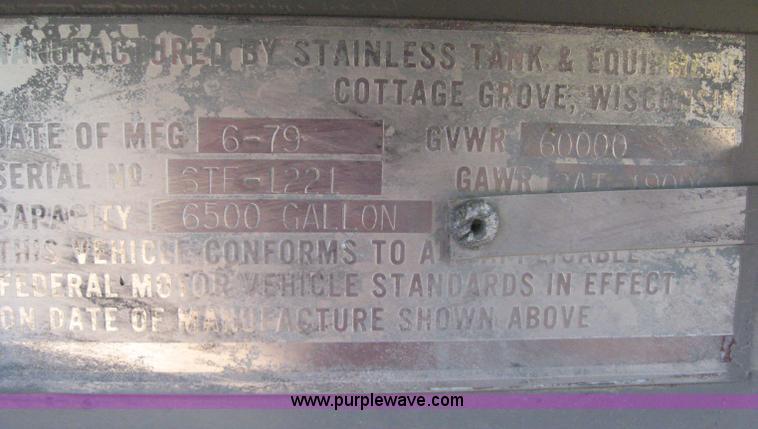 MANUFACTURED BY STAINLESS TANK & EQUIPMENT
COTTAGE GROVE, WISCONSIN
DATE OF MFG 6-79 GVWR 60000
SERIAL NO STE-1221 GAWR
CAPACITY 6500 GALLON
THIS VEHICLE CONFORMS TO APPLICABLE
FEDERAL MOTOR VEHICLE STANDARDS IN EFFECT
ON DATE OF MANUFACTURE SHOWN ABOVE
www.purplewave.com